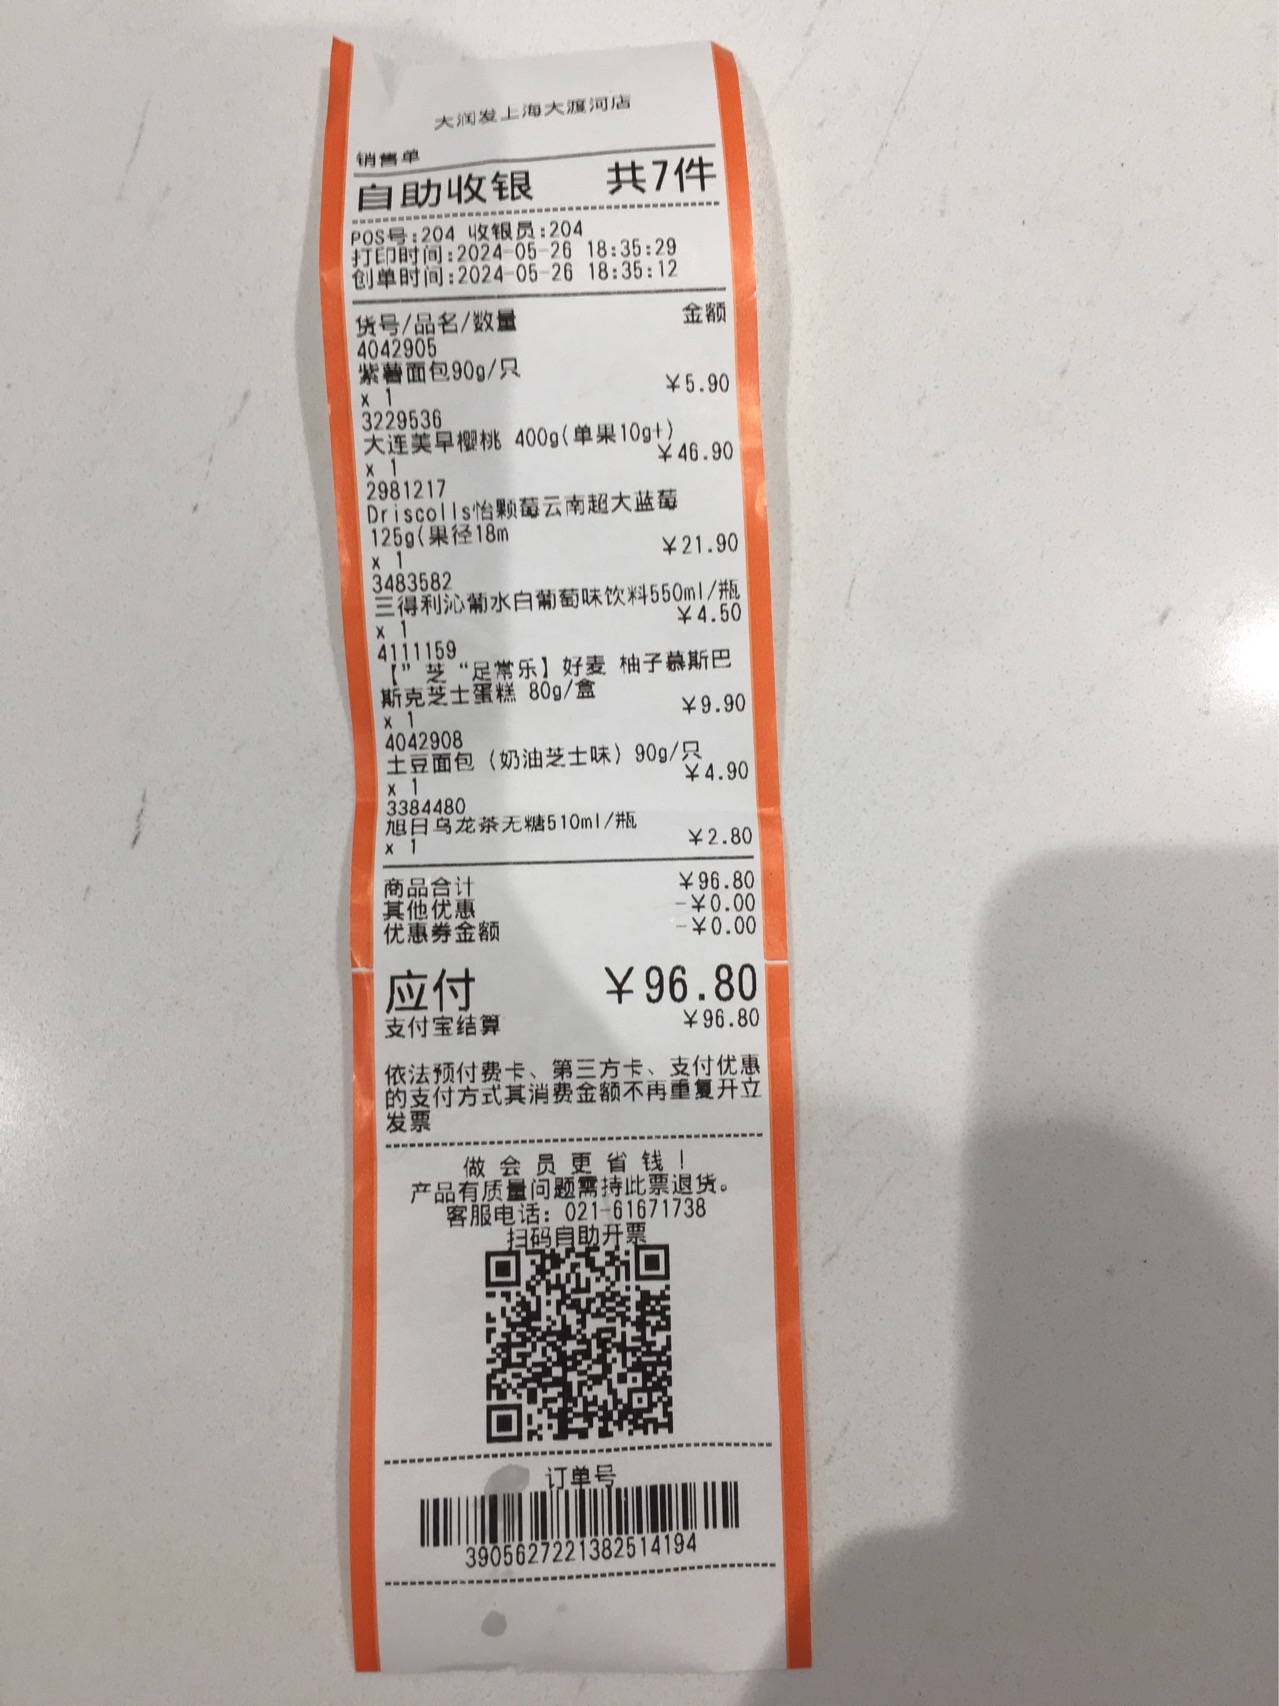 大润发上海大渡河店
销售单
自助收银 共7件
POS号:204 收银员:204
打印时间:2024-05-26 18:35:29
创单时间:2024-05-26 18:35:12
货号/品名/数量 金额
4042905
紫薯面包90g/只
x 1 ¥5.90
3229536
大连美早樱桃 400g(单果10g+)
x 1 ¥46.90
2981217
Driscolls怡颗莓云南超大蓝莓
125g(果径18m
x 1 ¥21.90
3483582
三得利沁葡水白葡萄味饮料550ml/瓶
x 1 ¥4.50
4111159
【”芝“足常乐】好麦 柚子慕斯巴
斯克芝士蛋糕 80g/盒
x 1 ¥9.90
4042908
土豆面包（奶油芝士味）90g/只
x 1 ¥4.90
3384480
旭日乌龙茶无糖510ml/瓶
x 1 ¥2.80
商品合计 ¥96.80
其他优惠 -¥0.00
优惠券金额 -¥0.00
应付 ¥96.80
支付宝结算 ¥96.80
依法预付费卡、第三方卡、支付优惠
的支付方式其消费金额不再重复开立
发票
做会员更省钱！
产品有质量问题需持此票退货。
客服电话：021-61671738
扫码自助开票
订单号
39056272213825141​94